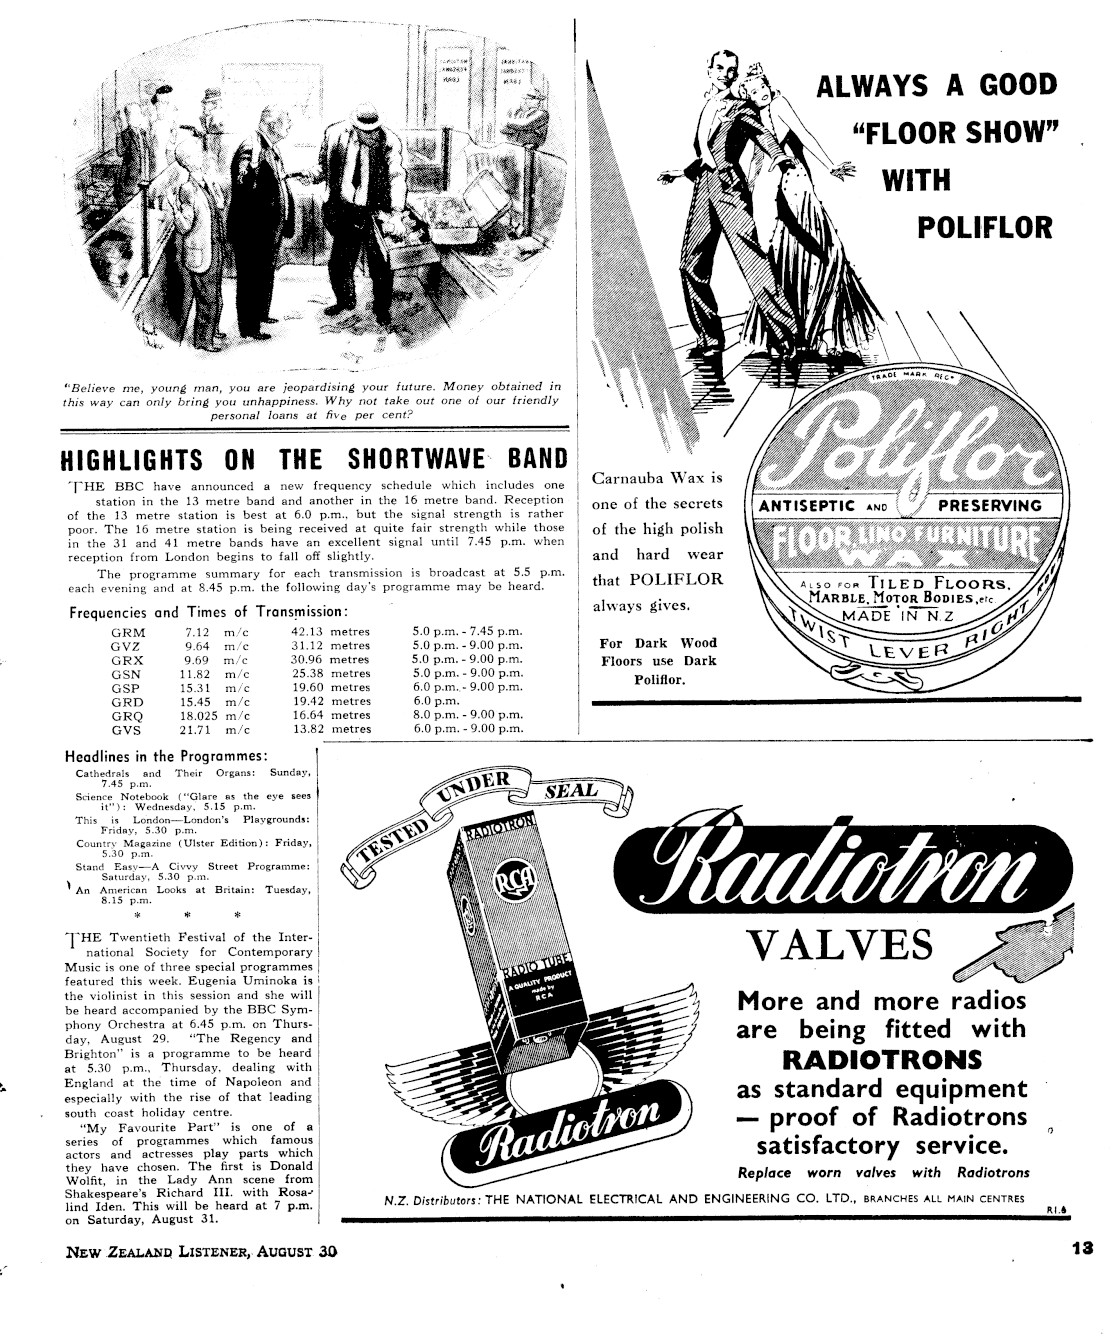 "Believe me, young man, you are jeopardising your future. Money obtained in
this way can only bring you unhappiness. Why not take out one of our friendly
personal loans at five per cent?
HIGHLIGHTS ON THE SHORTWAVE BAND
THE BBC have announced a new frequency schedule which includes one
station in the 13 metre band and another in the 16 metre band. Reception
of the 13 metre station is best at 6.0 p.m., but the signal strength is rather
poor. The 16 metre station is being received at quite fair strength while those
in the 31 and 41 metre bands have an excellent signal until 7.45 p.m. when
reception from London begins to fall off slightly.
The programme summary for each transmission is broadcast at 5.5 p.m.
each evening and at 8.45 p.m. the following day's programme may be heard.
Frequencies and Times of Transmission:
GRM 7.12 m/c 42.13 metres 5.0 p.m. - 7.45 p.m.
GVZ 9.64 m/c 31.12 metres 5.0 p.m. - 9.00 p.m.
GRX 9.69 m/c 30.96 metres 5.0 p.m. - 9.00 p.m.
GSN 11.82 m/c 25.38 metres 5.0 p.m. - 9.00 p.m.
GSP 15.31 m/c 19.60 metres 6.0 p.m. - 9.00 p.m.
GRD 15.45 m/c 19.42 metres 6.0 p.m.
GRQ 18.025 m/c 16.64 metres 8.0 p.m. - 9.00 p.m.
GVS 21.71 m/c 13.82 metres 6.0 p.m. - 9.00 p.m.
Headlines in the Programmes:
Cathedrals and Their Organs: Sunday,
7.45 p.m.
Science Notebook ("Glare as the eye sees
it"): Wednesday, 5.15 p.m.
This is London—London's Playgrounds:
Friday, 5.30 p.m.
Country Magazine (Ulster Edition): Friday,
5.30 p.m.
Stand Easy—A Civvy Street Programme:
Saturday, 5.30 p.m.
An American Looks at Britain: Tuesday,
8.15 p.m.
* * *
THE Twentieth Festival of the Inter-
national Society for Contemporary
Music is one of three special programmes
featured this week. Eugenia Uminoka is
the violinist in this session and she will
be heard accompanied by the BBC Sym-
phony Orchestra at 6.45 p.m. on Thurs-
day, August 29. "The Regency and
Brighton" is a programme to be heard
at 5.30 p.m., Thursday, dealing with
England at the time of Napoleon and
especially with the rise of that leading
south coast holiday centre.
"My Favourite Part" is one of a
series of programmes which famous
actors and actresses play parts which
they have chosen. The first is Donald
Wolfit, in the Lady Ann scene from
Shakespeare's Richard III. with Rosa-
lind Iden. This will be heard at 7 p.m.
on Saturday, August 31.
ALWAYS A GOOD
"FLOOR SHOW"
WITH
POLIFLOR
Carnauba Wax is
one of the secrets
of the high polish
and hard wear
that POLIFLOR
always gives.
For Dark Wood
Floors use Dark
Poliflor.
TRADE MARK REG'D
Poliflor
ANTISEPTIC AND PRESERVING
FLOOR LINO FURNITURE
WAX
ALSO FOR TILED FLOORS,
MARBLE, MOTOR BODIES, etc
MADE IN N.Z
TWIST LEVER RIGHT ROUND
TESTED UNDER SEAL
RADIOTRON
RCA
RADIO TUBE
A QUALITY PRODUCT
made by
RCA
Radiotron
Radiotron
VALVES
More and more radios
are being fitted with
RADIOTRONS
as standard equipment
— proof of Radiotrons
satisfactory service.
Replace worn valves with Radiotrons
N.Z. Distributors: THE NATIONAL ELECTRICAL AND ENGINEERING CO. LTD., BRANCHES ALL MAIN CENTRES
R1.6
NEW ZEALAND LISTENER, AUGUST 30
13